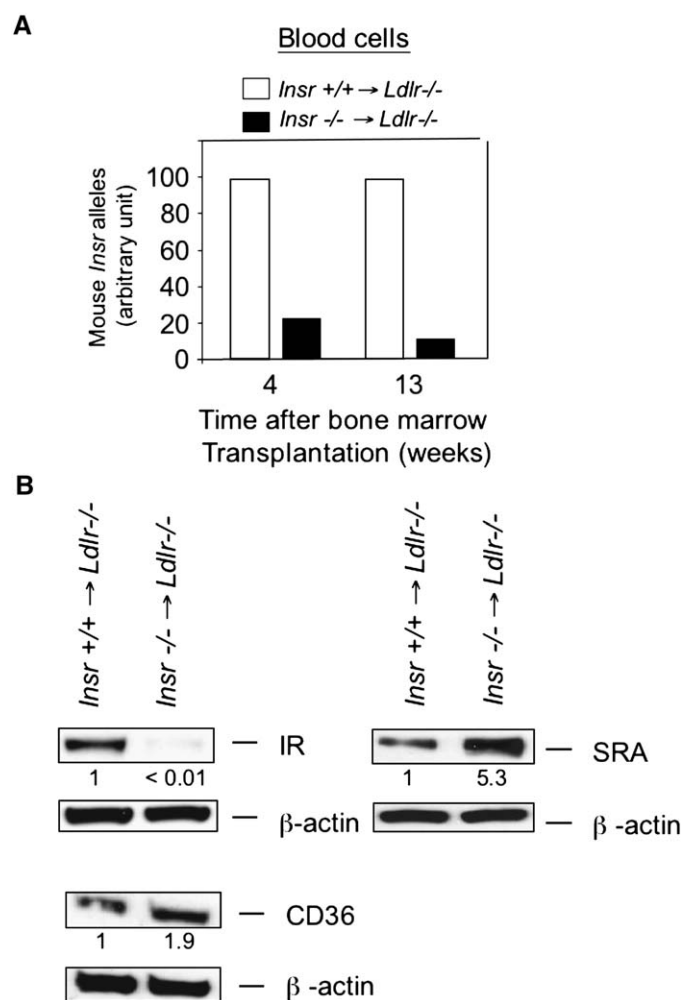 A
Blood cells
Insr +/+ → Ldlr-/-
Insr -/- → Ldlr-/-
Mouse Insr alleles
(arbitrary unit)
100
80
60
40
20
0
4 13
Time after bone marrow
Transplantation (weeks)
B
Insr +/+ → Ldlr-/-
Insr -/- → Ldlr-/-
Insr +/+ → Ldlr-/-
Insr -/- → Ldlr-/-
IR
1 < 0.01
β-actin
SRA
1 5.3
β -actin
CD36
1 1.9
β -actin